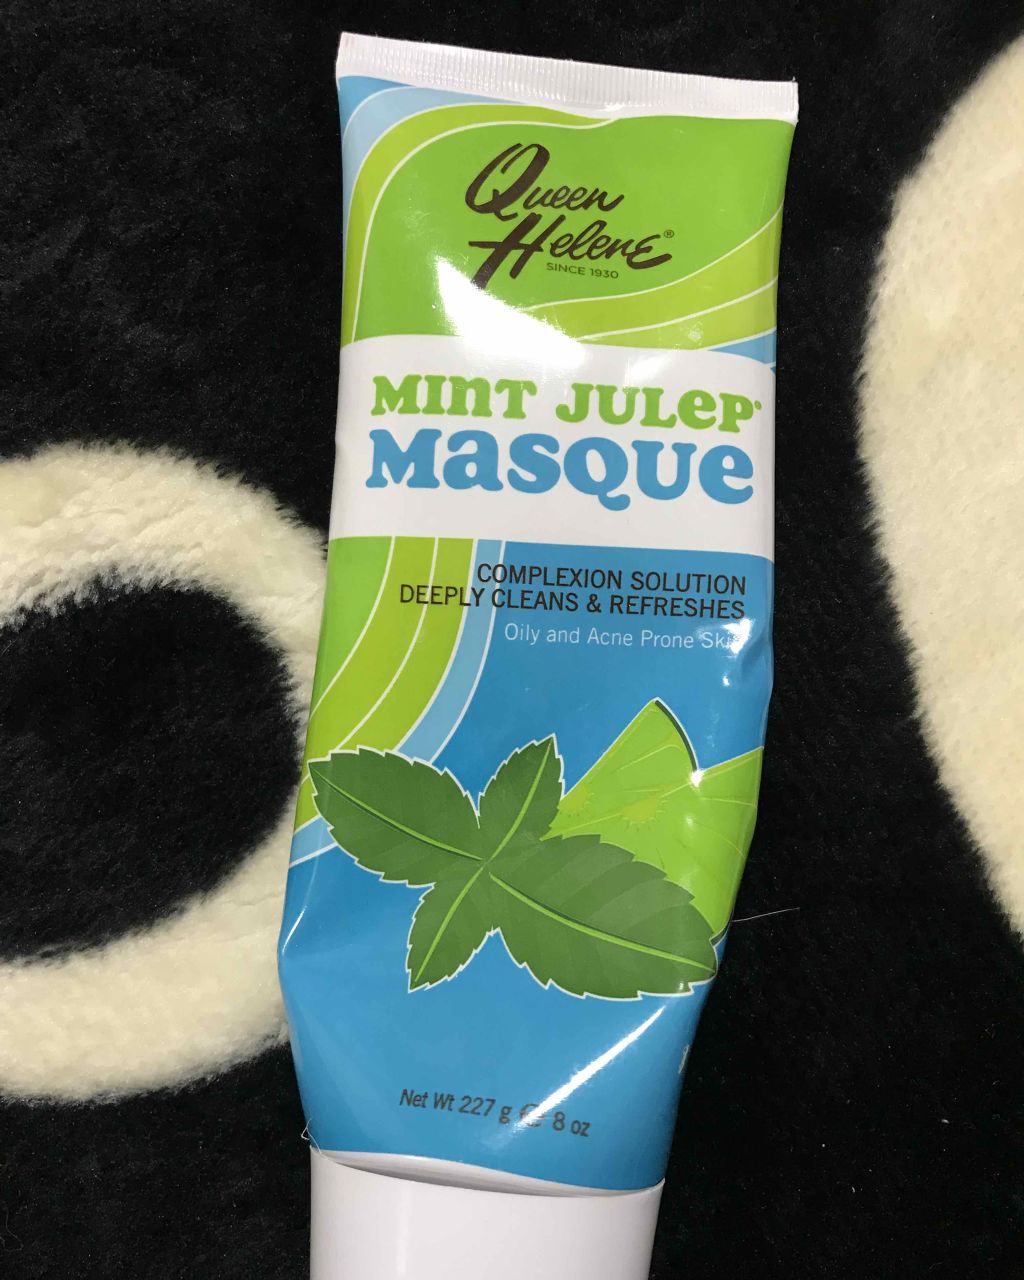 Queen
Helene®
SINCE 1930
MINT JULEP®
MASQUE
COMPLEXION SOLUTION
DEEPLY CLEANS & REFRESHES
Oily and Acne Prone
Net Wt 227 g ℮ 8 oz